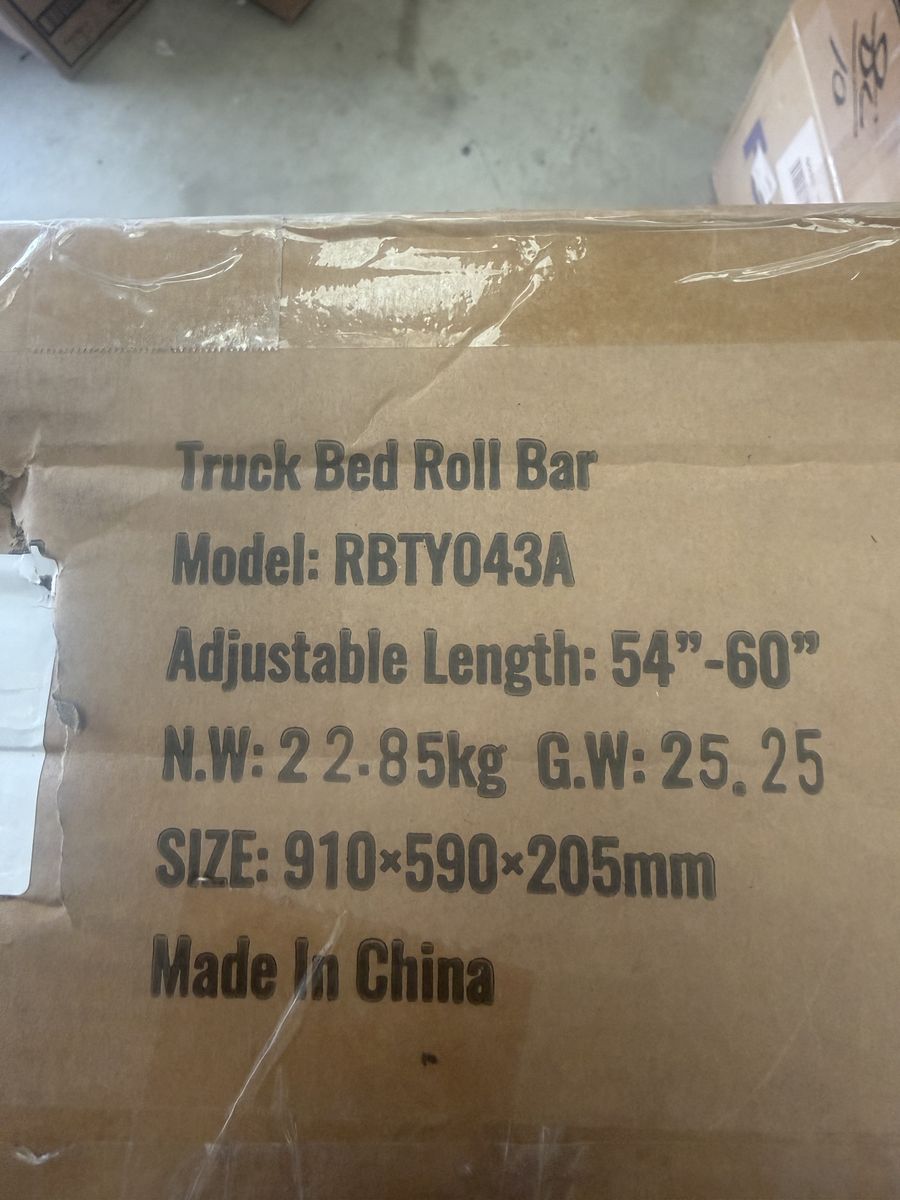 Truck Bed Roll Bar
Model: RBTY043A
Adjustable Length: 54”-60”
N.W: 22.85kg G.W: 25.25
SIZE: 910×590×205mm
Made In China